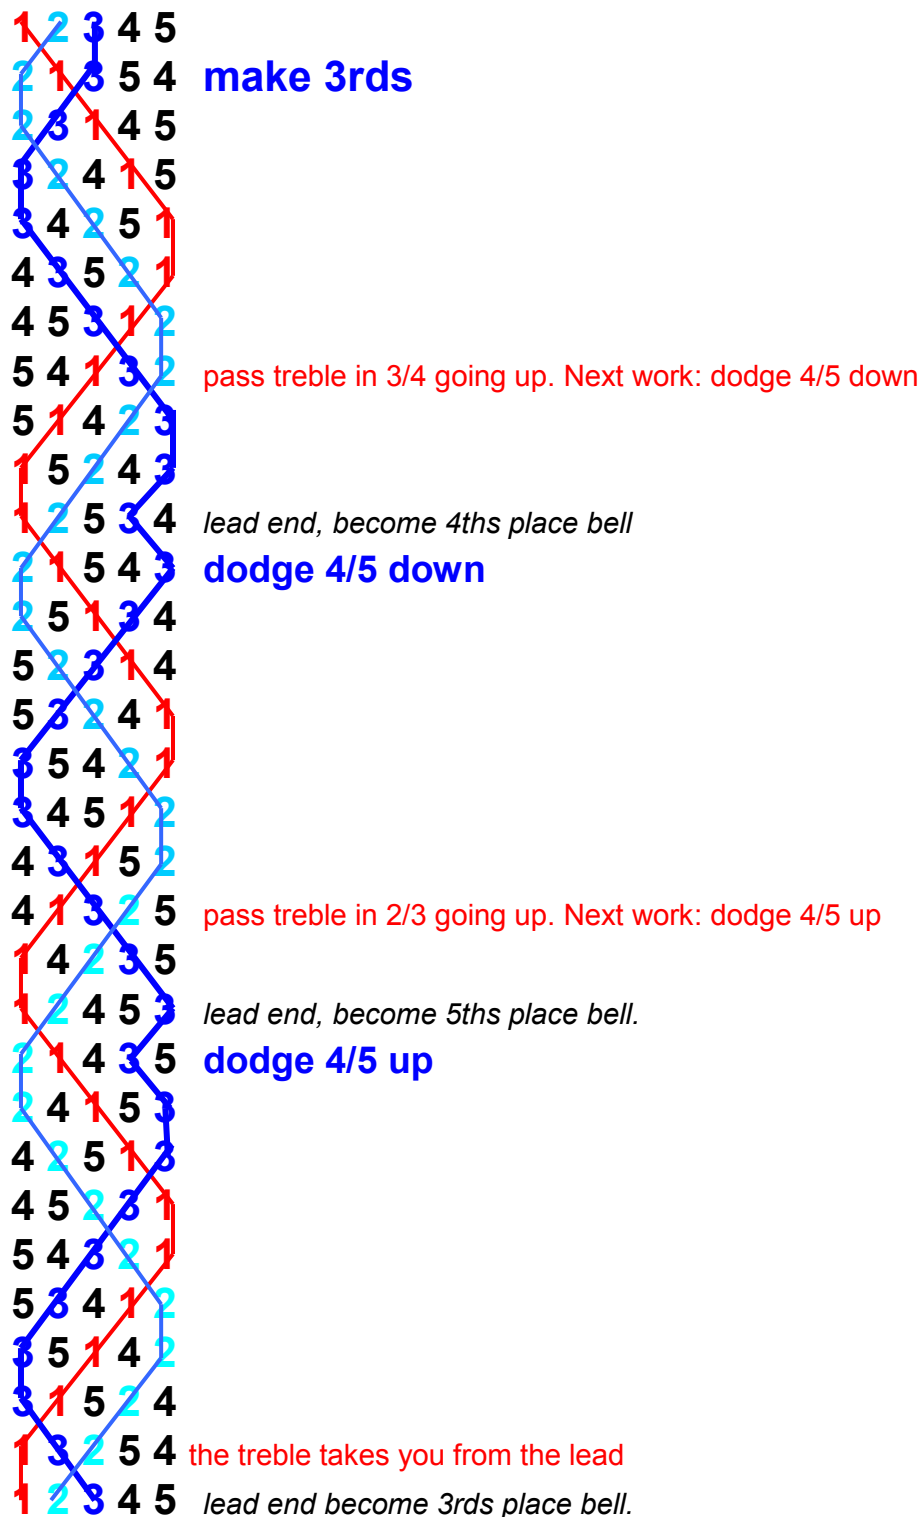 1 2 3 4 5
2 1 3 5 4 make 3rds
2 3 1 4 5
3 2 4 1 5
3 4 2 5 1
4 3 5 2 1
4 5 3 1 2
5 4 1 3 2 pass treble in 3/4 going up. Next work: dodge 4/5 down
5 1 4 2 3
1 5 2 4 3
1 2 5 3 4 lead end, become 4ths place bell
2 1 5 4 3 dodge 4/5 down
2 5 1 3 4
5 2 3 1 4
5 3 2 4 1
3 5 4 2 1
3 4 5 1 2
4 3 1 5 2
4 1 3 2 5 pass treble in 2/3 going up. Next work: dodge 4/5 up
1 4 2 3 5
1 2 4 5 3 lead end, become 5ths place bell.
2 1 4 3 5 dodge 4/5 up
2 4 1 5 3
4 2 5 1 3
4 5 2 3 1
5 4 3 2 1
5 3 4 1 2
3 5 1 4 2
3 1 5 2 4
1 3 2 5 4 the treble takes you from the lead
1 2 3 4 5 lead end become 3rds place bell.